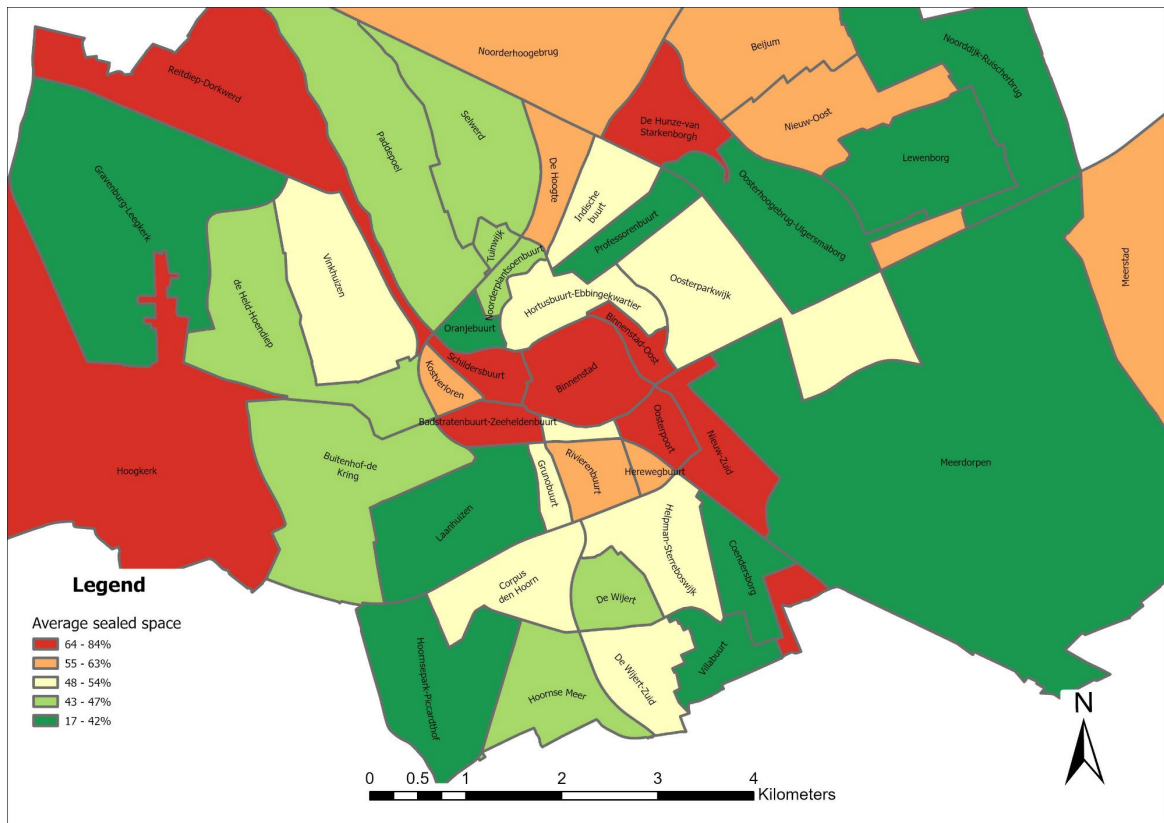 Noorderhoogebrug
Beijum
Noorddijk-Ruischerbrug
Reitdiep-Dorkwerd
De Hunze-van
Starkenborgh
Nieuw-Oost
Selwerd
Paddepoel
De Hoogte
Lewenborg
Gravenburg-Leegkerk
Indische
buurt
Professorenbuurt
Oosterhoogebrug-Ulgersmaborg
Tuinwijk
Noorderplantsoenbuurt
Meerstad
Vinkhuizen
de Held-Hoendiep
Oosterparkwijk
Hortusbuurt-Ebbingekwartier
Oranjebuurt
Binnenstad-Oost
Schildersbuurt
Binnenstad
Kostverloren
Badstratenbuurt-Zeeheldenbuurt
Oosterpoort
Nieuw-Zuid
Hoogkerk
Buitenhof-de
Kring
Grunobuurt
Rivierenbuurt
Herewegbuurt
Meerdorpen
Laanhuizen
Helpman-Sterreboswijk
Coendersborg
Corpus
den Hoorn
De Wijert
Villabuurt
Hoornsepark-Piccardthof
Hoornse Meer
De Wijert-Zuid
Legend
Average sealed space
64 - 84%
55 - 63%
48 - 54%
43 - 47%
17 - 42%
N
0 0.5 1 2 3 4
Kilometers